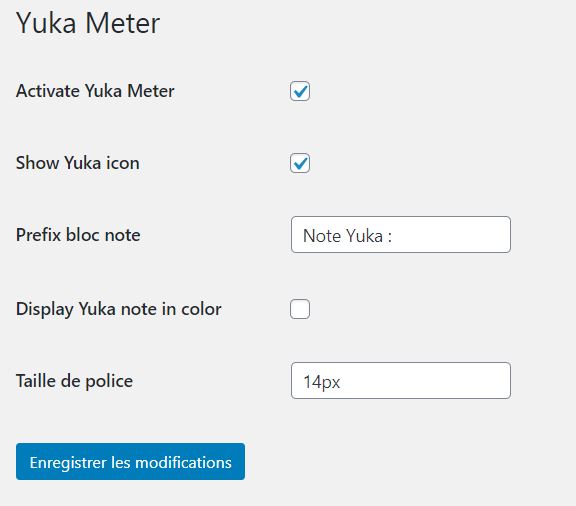 Yuka Meter
Activate Yuka Meter
Show Yuka icon
Prefix bloc note
Note Yuka :
Display Yuka note in color
Taille de police
14px
Enregistrer les modifications